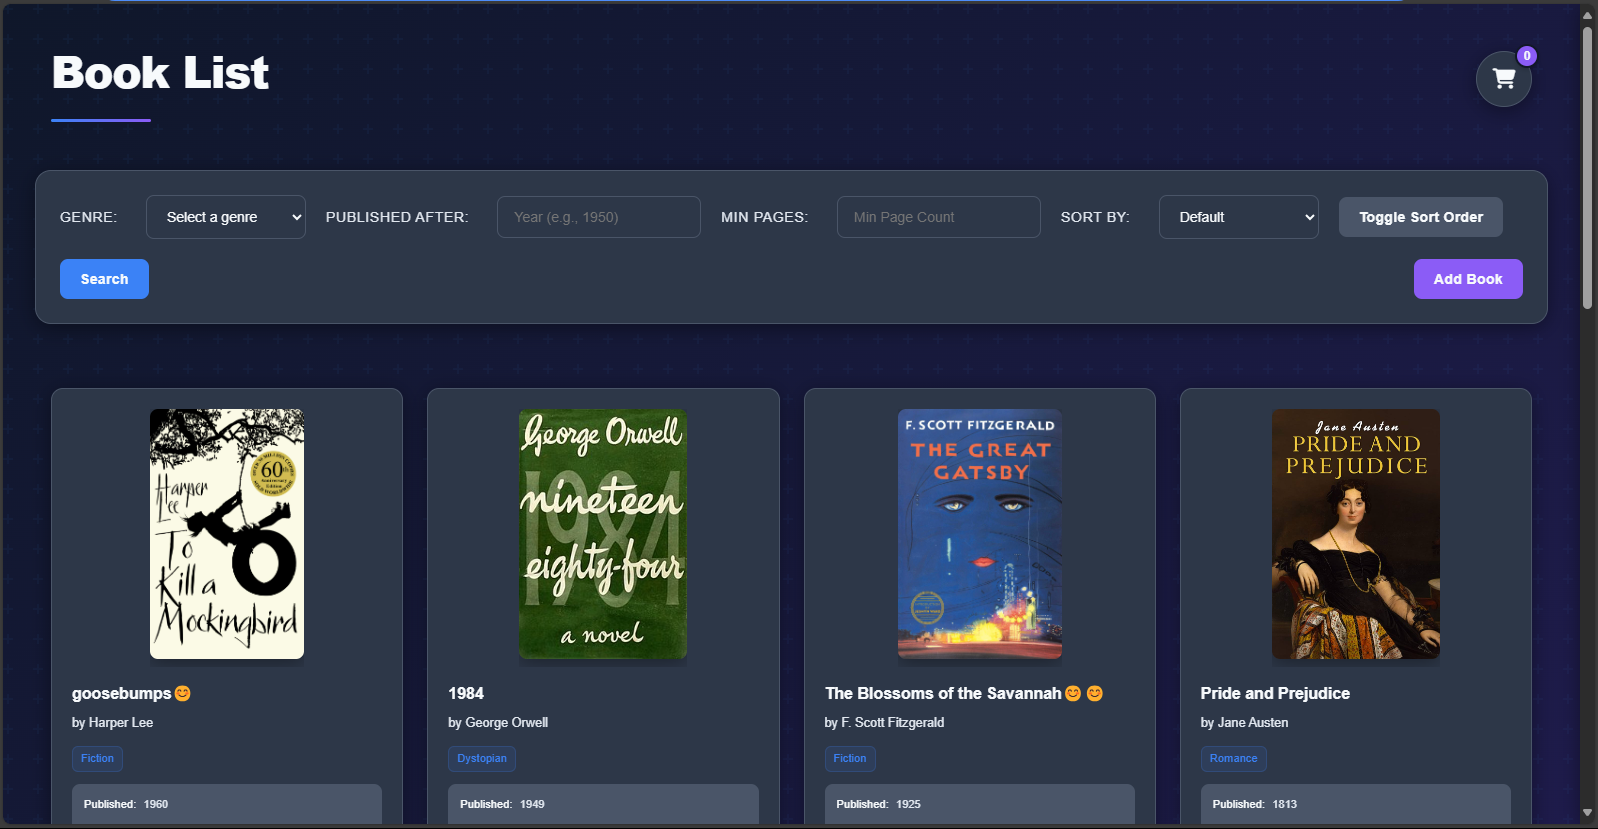 Book List
0
GENRE:
Select a genre
PUBLISHED AFTER:
Year (e.g., 1950)
MIN PAGES:
Min Page Count
SORT BY:
Default
Toggle Sort Order
Search
Add Book
60th
Anniversary
Edition
Harper
Lee
To
Kill a
Mockingbird
goosebumps😊
by Harper Lee
Fiction
Published: 1960
George Orwell
1984
nineteen
eighty-four
a novel
1984
by George Orwell
Dystopian
Published: 1949
F. SCOTT FITZGERALD
THE GREAT
GATSBY
The Blossoms of the Savannah😊 😊
by F. Scott Fitzgerald
Fiction
Published: 1925
Jane Austen
PRIDE AND
PREJUDICE
Pride and Prejudice
by Jane Austen
Romance
Published: 1813